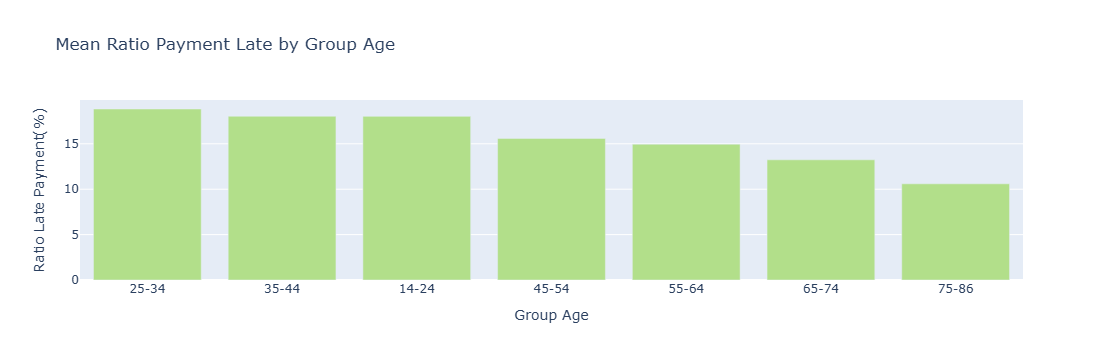 Mean Ratio Payment Late by Group Age
Ratio Late Payment(%)
15
10
5
0
25-34 35-44 14-24 45-54 55-64 65-74 75-86
Group Age